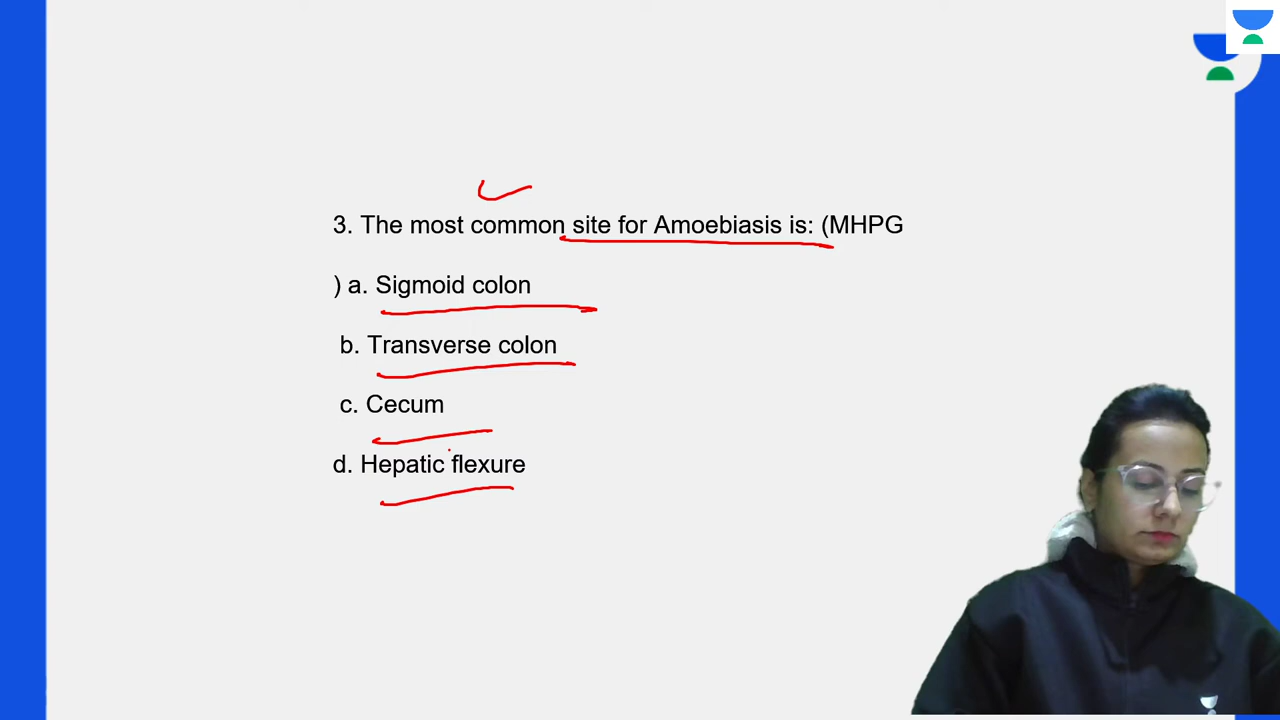 3. The most common site for Amoebiasis is: (MHPG
) a. Sigmoid colon
b. Transverse colon
c. Cecum
d. Hepatic flexure